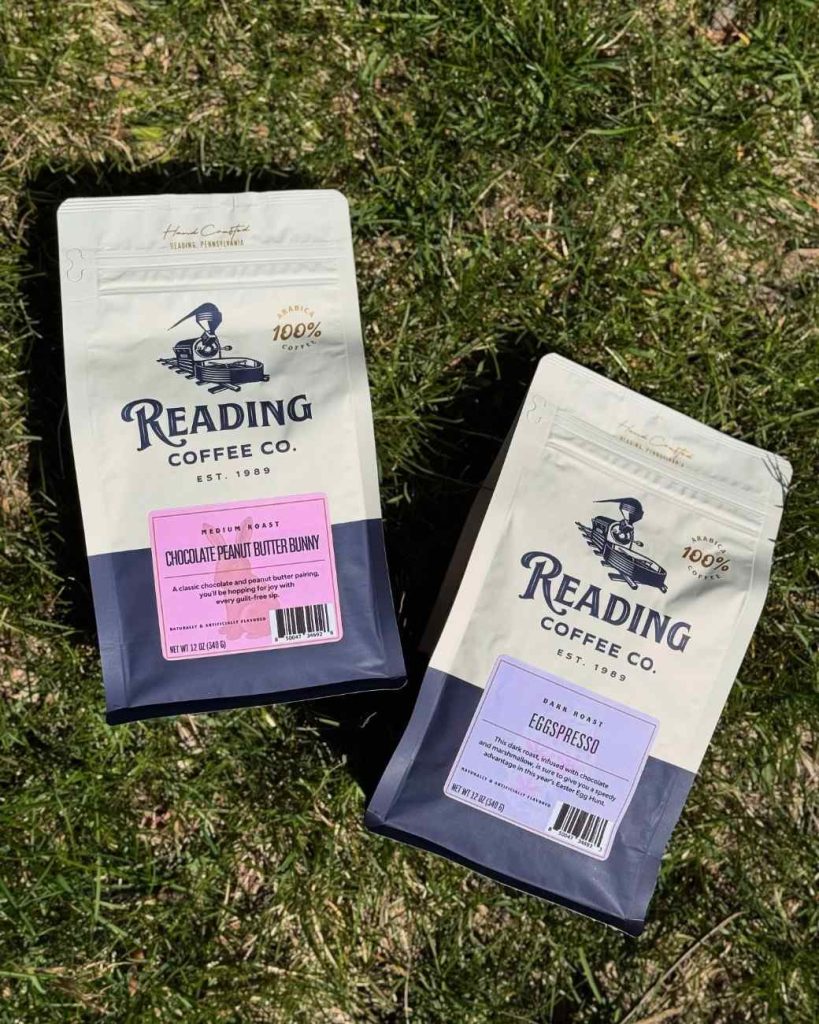 Hand Crafted
READING, PENNSYLVANIA
ARABICA
100%
COFFEE
READING
COFFEE CO.
EST. 1989
MEDIUM ROAST
CHOCOLATE PEANUT BUTTER BUNNY
A classic chocolate and peanut butter pairing,
you'll be hopping for joy with
every guilt-free sip.
NATURALLY & ARTIFICIALLY FLAVORED
NET WT 12 OZ (340 G)
Hand Crafted
READING, PENNSYLVANIA
ARABICA
100%
COFFEE
READING
COFFEE CO.
EST. 1989
DARK ROAST
EGGSPRESSO
This dark roast, infused with chocolate
and marshmallow, is sure to give you a speedy
advantage in this year's Easter Egg Hunt.
NATURALLY & ARTIFICIALLY FLAVORED
NET WT 12 OZ (340 G)